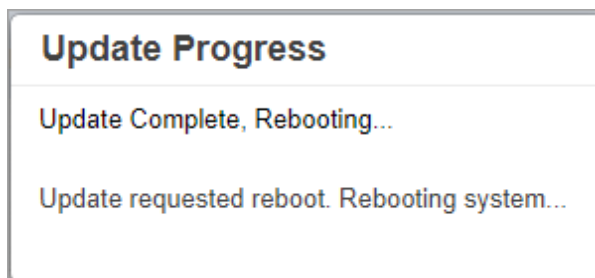 Update Progress
Update Complete, Rebooting...
Update requested reboot. Rebooting system...